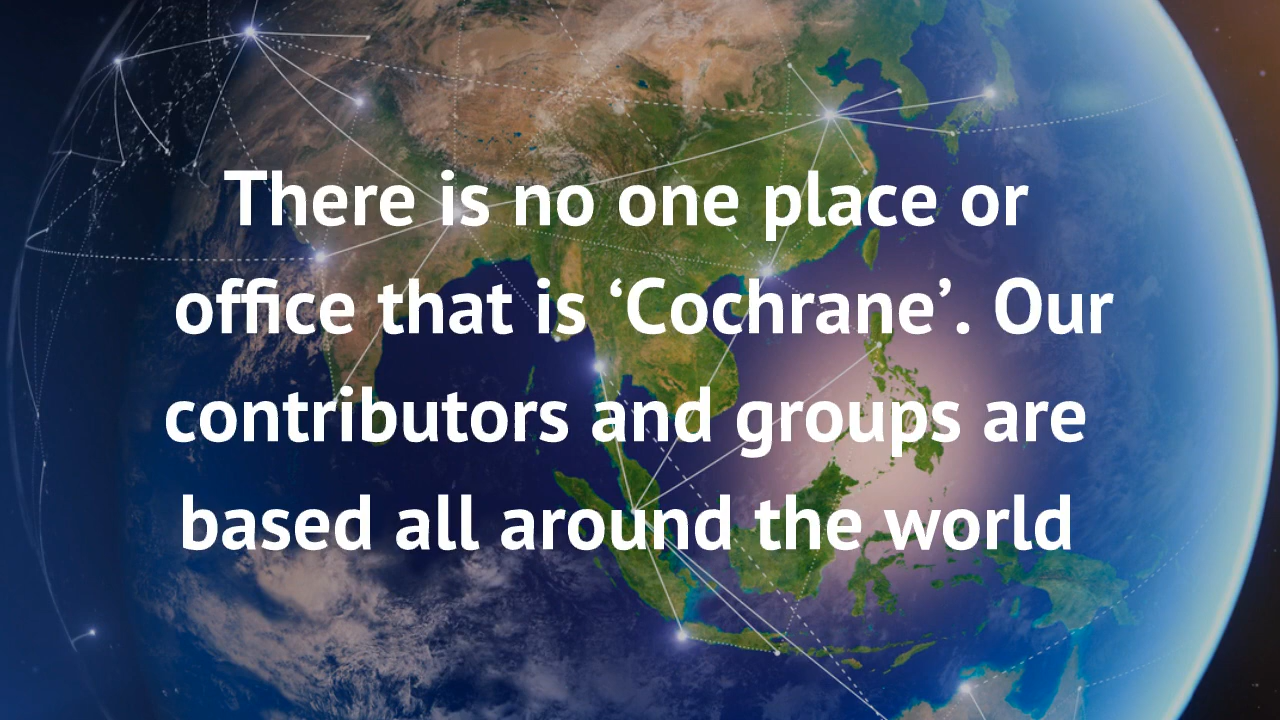 There is no one place or
office that is ‘Cochrane’. Our
contributors and groups are
based all around the world